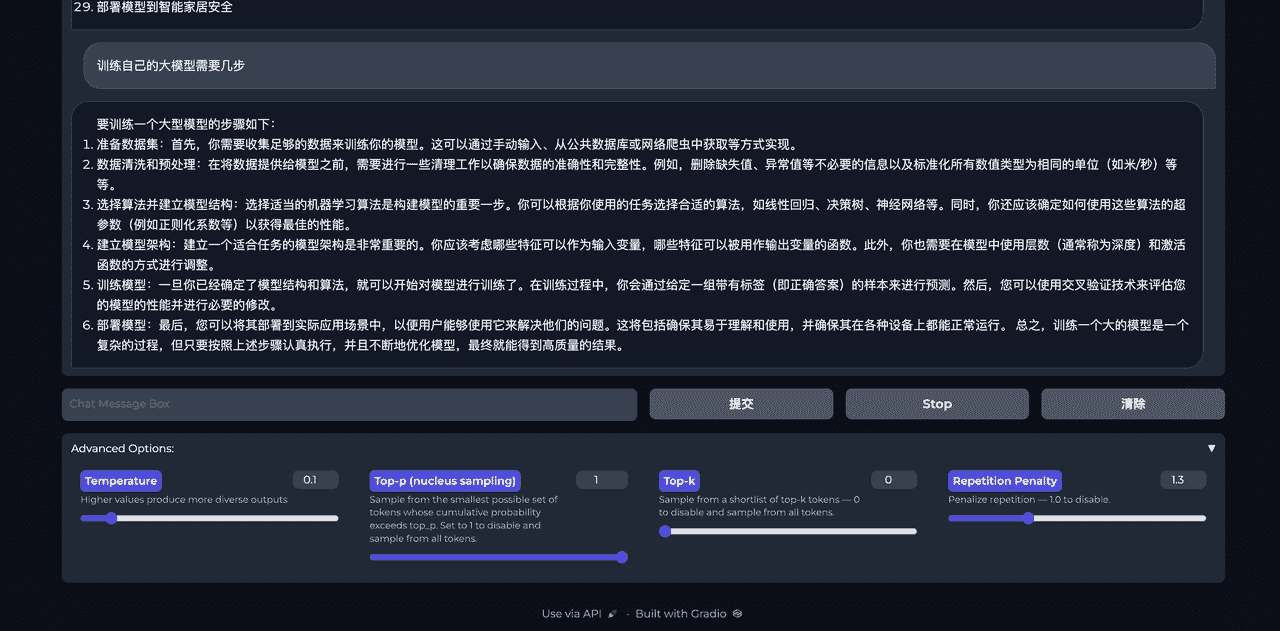 29. 部署模型到智能家居安全
训练自己的大模型需要几步
要训练一个大型模型的步骤如下：
1. 准备数据集：首先，你需要收集足够的数据来训练你的模型。这可以通过手动输入、从公共数据库或网络爬虫中获取等方式实现。
2. 数据清洗和预处理：在将数据提供给模型之前，需要进行一些清理工作以确保数据的准确性和完整性。例如，删除缺失值、异常值等不必要的信息以及标准化所有数值类型为相同的单位（如米/秒）等
等。
3. 选择算法并建立模型结构：选择适当的机器学习算法是构建模型的重要一步。你可以根据你使用的任务选择合适的算法，如线性回归、决策树、神经网络等。同时，你还应该确定如何使用这些算法的超
参数（例如正则化系数等）以获得最佳的性能。
4. 建立模型架构：建立一个适合任务的模型架构是非常重要的。你应该考虑哪些特征可以作为输入变量，哪些特征可以被用作输出变量的函数。此外，你也需要在模型中使用层数（通常称为深度）和激活
函数的方式进行调整。
5. 训练模型：一旦你已经确定了模型结构和算法，就可以开始对模型进行训练了。在训练过程中，你会通过给定一组带有标签（即正确答案）的样本来进行预测。然后，您可以使用交叉验证技术来评估您
的模型的性能并进行必要的修改。
6. 部署模型：最后，您可以将其部署到实际应用场景中，以便用户能够使用它来解决他们的问题。这将包括确保其易于理解和使用，并确保其在各种设备上都能正常运行。 总之，训练一个大的模型是一个
复杂的过程，但只要按照上述步骤认真执行，并且不断地优化模型，最终就能得到高质量的结果。
Chat Message Box
提交
Stop
清除
Advanced Options:
▼
Temperature
0.1
Higher values produce more diverse outputs
Top-p (nucleus sampling)
1
Sample from the smallest possible set of
tokens whose cumulative probability
exceeds top_p. Set to 1 to disable and
sample from all tokens.
Top-k
0
Sample from a shortlist of top-k tokens — 0
to disable and sample from all tokens.
Repetition Penalty
1.3
Penalize repetition — 1.0 to disable.
Use via API · Built with Gradio